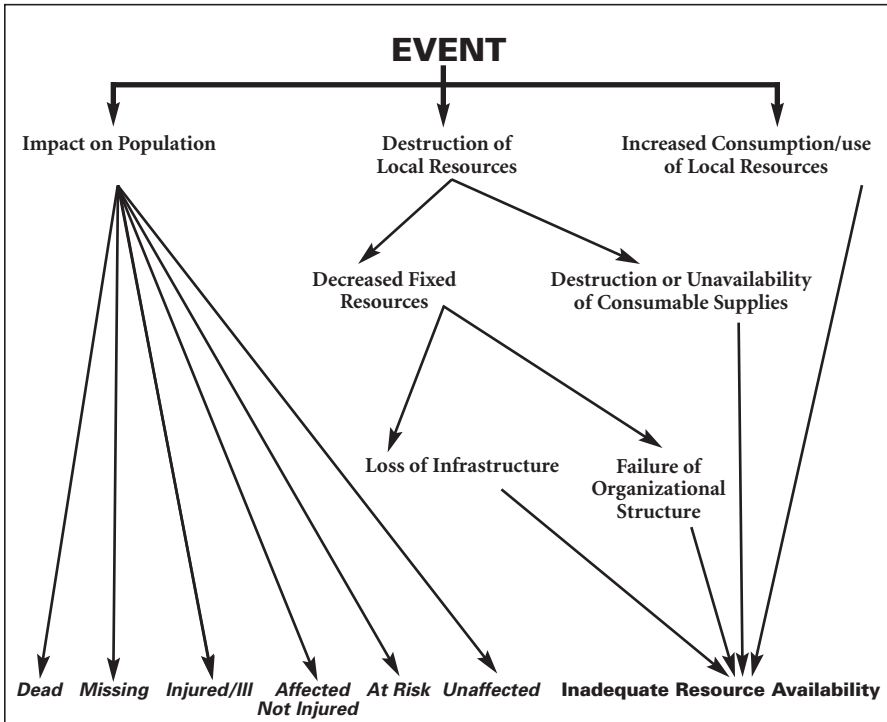 EVENT
Impact on Population
Destruction of
Local Resources
Increased Consumption/use
of Local Resources
Decreased Fixed
Resources
Destruction or Unavailability
of Consumable Supplies
Loss of Infrastructure
Failure of
Organizational
Structure
Dead
Missing
Injured/Ill
Affected
Not Injured
At Risk
Unaffected
Inadequate Resource Availability